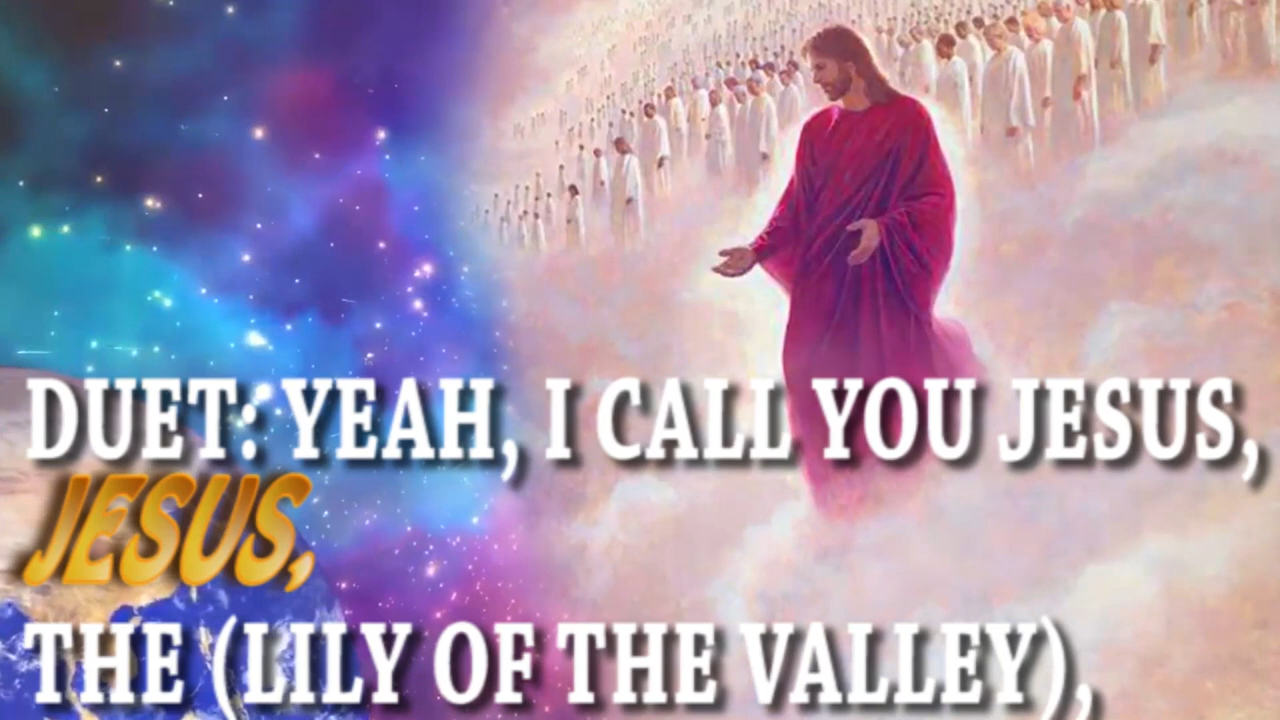 DUET: YEAH, I CALL YOU JESUS,
JESUS,
THE (LILY OF THE VALLEY),